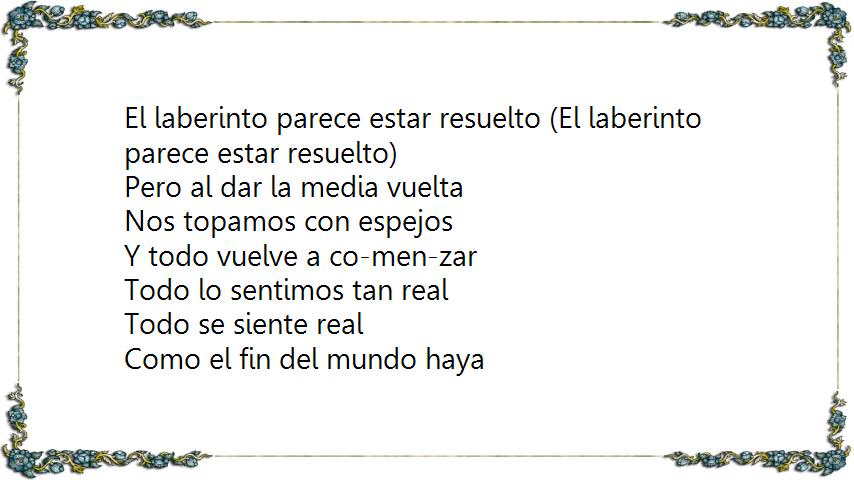 El laberinto parece estar resuelto (El laberinto
parece estar resuelto)
Pero al dar la media vuelta
Nos topamos con espejos
Y todo vuelve a co-men-zar
Todo lo sentimos tan real
Todo se siente real
Como el fin del mundo haya